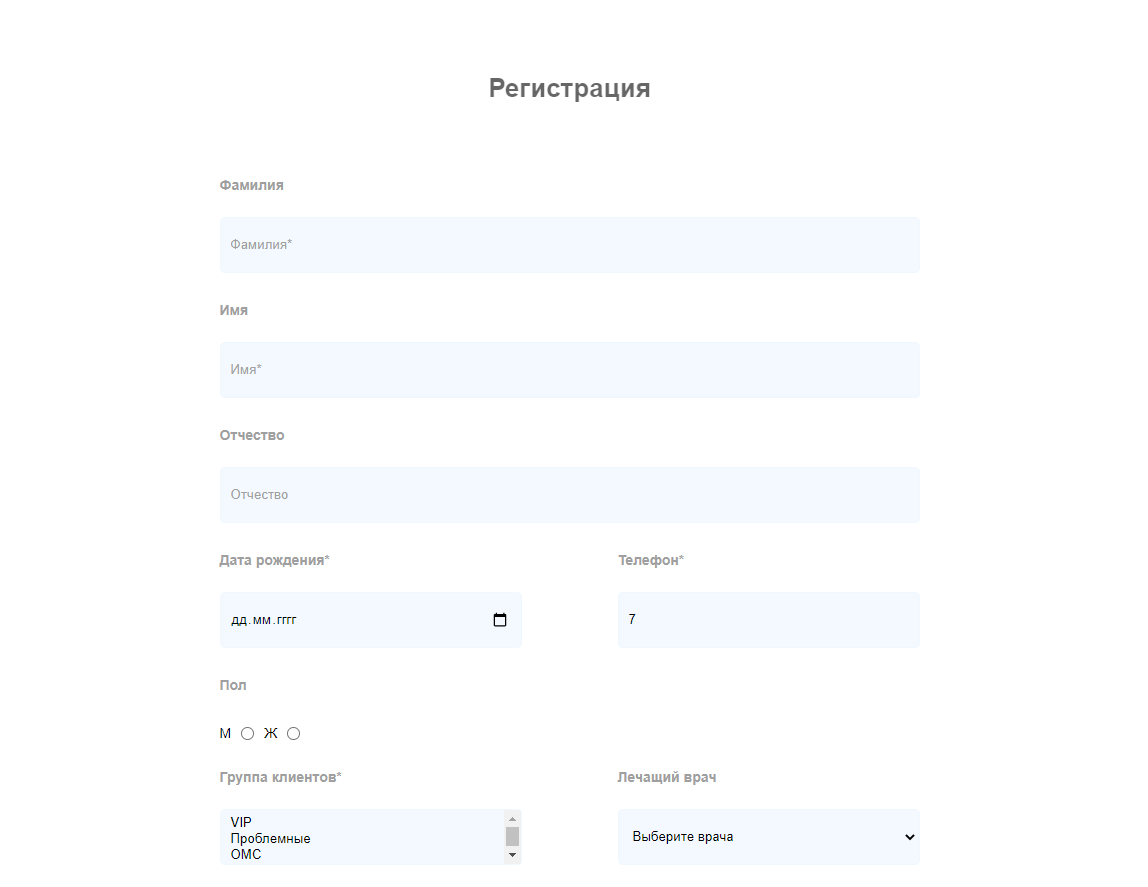 Регистрация
Фамилия
Фамилия*
Имя
Имя*
Отчество
Отчество
Дата рождения* Телефон*
дд.мм.гггг 7
Пол
М Ж
Группа клиентов* Лечащий врач
VIP
Проблемные Выберите врача
ОМС